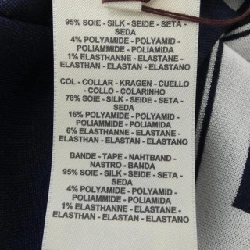 95% SOIE - SILK - SEIDE - SETA -
SEDA
4% POLYAMIDE - POLYAMID -
POLIAMMIDE - POLIAMIDA
1% ELASTHANNE - ELASTANE -
ELASTHAN - ELASTAN - ELASTANO
COL - COLLAR - KRAGEN - CUELLO
- COLLO - COLARINHO
78% SOIE - SILK - SEIDE - SETA -
SEDA
16% POLYAMIDE - POLYAMID -
POLIAMMIDE - POLIAMIDA
6% ELASTHANNE - ELASTANE -
ELASTHAN - ELASTAN - ELASTANO
BANDE - TAPE - NAHTBAND -
NASTRO - BANDA
95% SOIE - SILK - SEIDE - SETA -
SEDA
4% POLYAMIDE - POLYAMID -
POLIAMMIDE - POLIAMIDA
1% ELASTHANNE - ELASTANE -
ELASTHAN - ELASTAN - ELASTANO